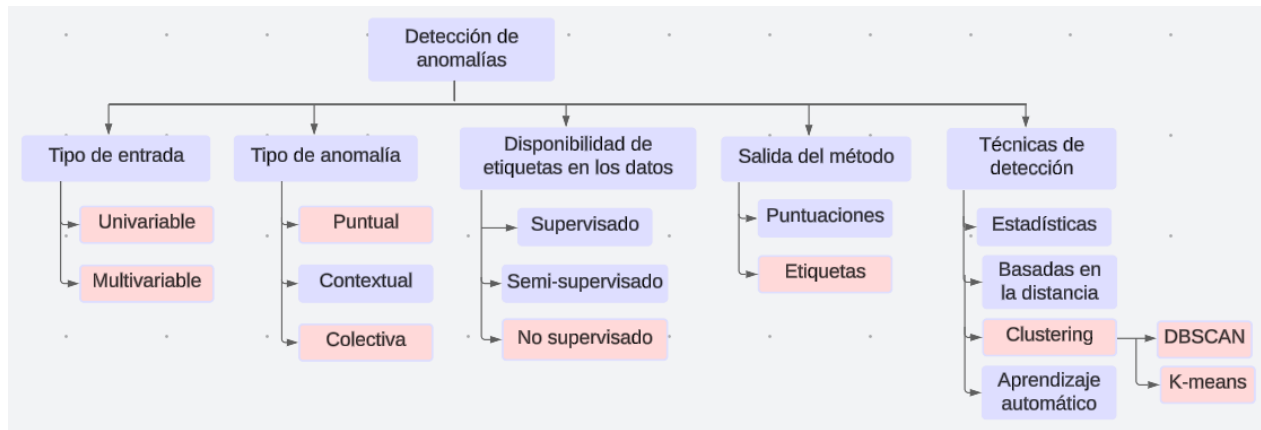 Detección de
anomalías
Tipo de entrada
Univariable
Multivariable
Tipo de anomalía
Puntual
Contextual
Colectiva
Disponibilidad de
etiquetas en los datos
Supervisado
Semi-supervisado
No supervisado
Salida del método
Puntuaciones
Etiquetas
Técnicas de
detección
Estadísticas
Basadas en
la distancia
Clustering
DBSCAN
K-means
Aprendizaje
automático